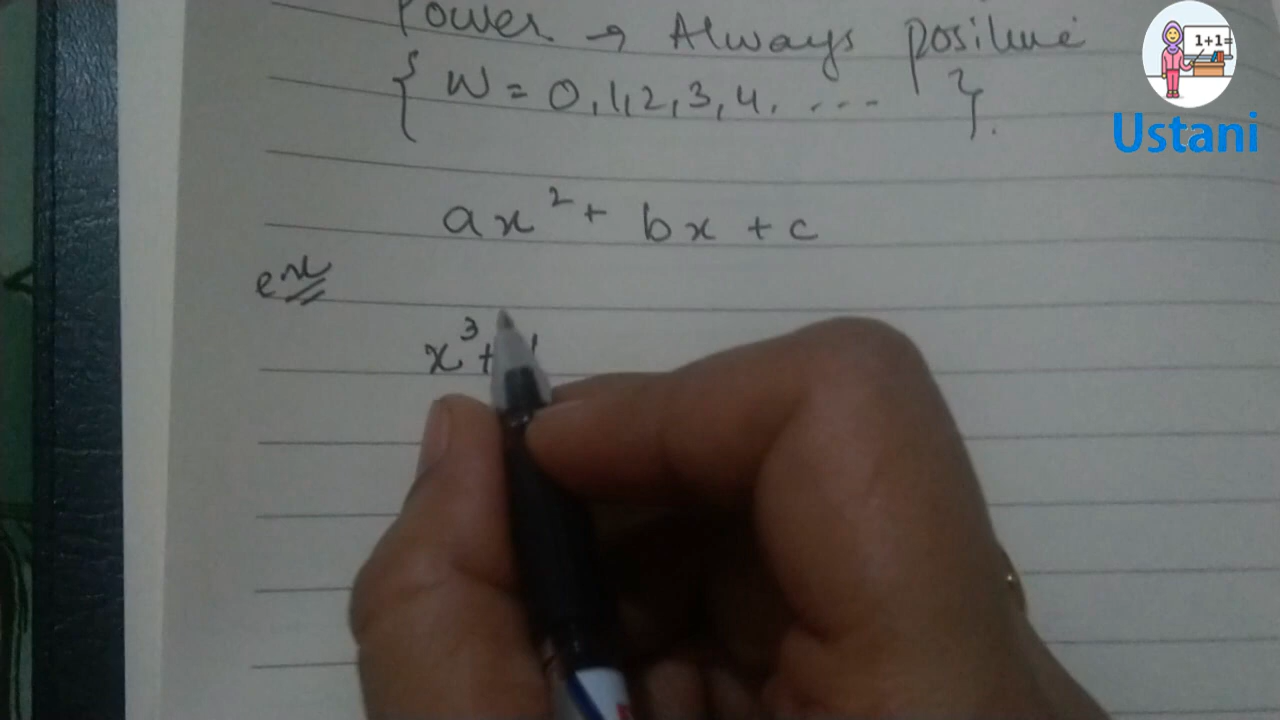 Power → Always positive
{ W = 0,1,2,3,4, .... }.
ax² + bx + c
ex
x³+
1+1=
Ustani